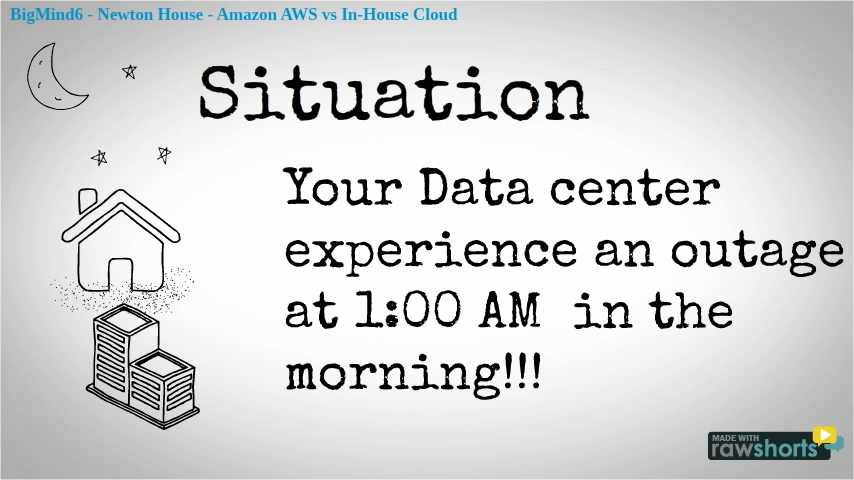 BigMind6 - Newton House - Amazon AWS vs In-House Cloud
Situation
Your Data center
experience an outage
at 1:00 AM in the
morning!!!
MADE WITH
rawshorts